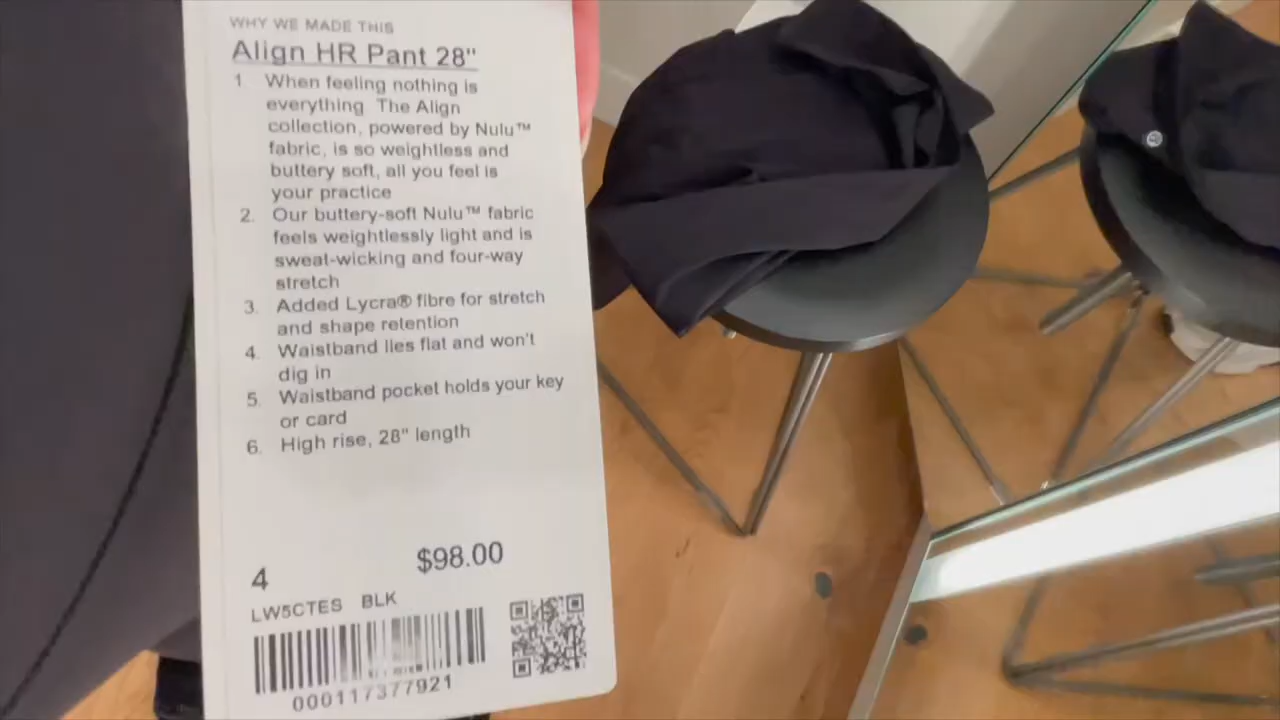 WHY WE MADE THIS
Align HR Pant 28"
1. When feeling nothing is
everything The Align
collection, powered by Nulu™
fabric, is so weightless and
buttery soft, all you feel is
your practice
2. Our buttery-soft Nulu™ fabric
feels weightlessly light and is
sweat-wicking and four-way
stretch
3. Added Lycra® fibre for stretch
and shape retention
4. Waistband lies flat and won't
dig in
5. Waistband pocket holds your key
or card
6. High rise, 28" length
$98.00
4
LW5CTES BLK
000117377921